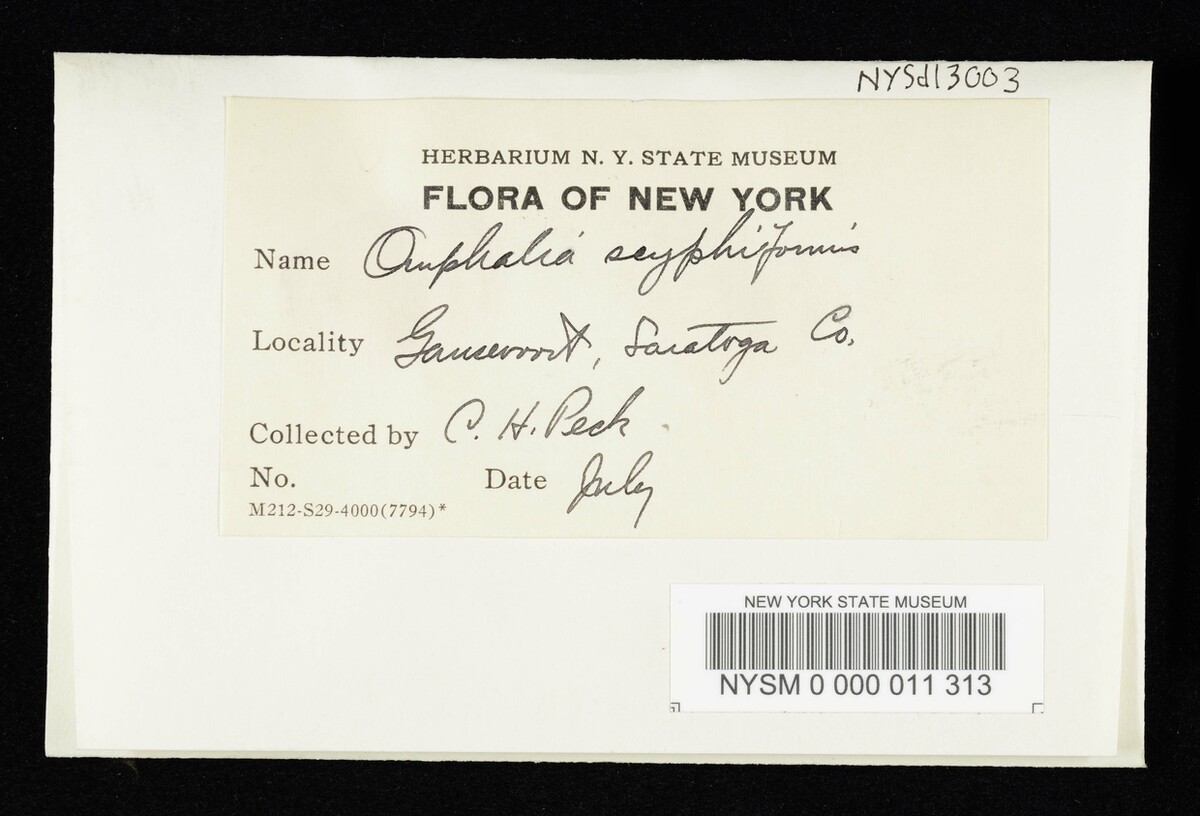 NYSd13003
HERBARIUM N. Y. STATE MUSEUM
FLORA OF NEW YORK
Name Omphalia scyphiformis
Locality Gansevoort, Saratoga Co.
Collected by C. H. Peck
No. Date July
M212-S29-4000(7794)*
NEW YORK STATE MUSEUM
NYSM 0 000 011 313